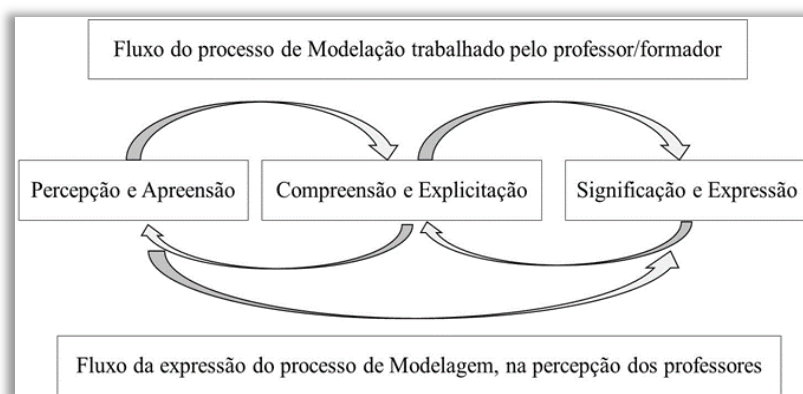 Fluxo do processo de Modelação trabalhado pelo professor/formador
Percepção e Apreensão
Compreensão e Explicitação
Significação e Expressão
Fluxo da expressão do processo de Modelagem, na percepção dos professores